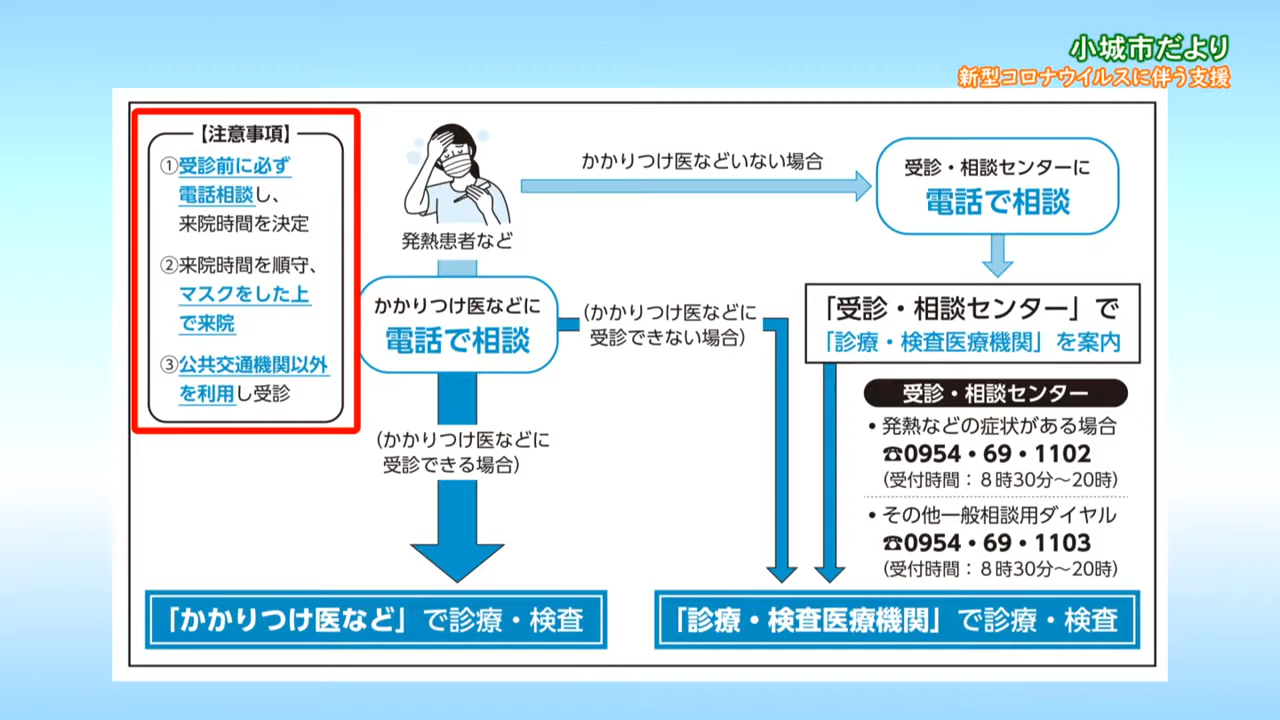 小城市だより
新型コロナウイルスに伴う支援
【注意事項】
①受診前に必ず
電話相談し、
来院時間を決定
②来院時間を順守、
マスクをした上
で来院
③公共交通機関以外
を利用し受診
発熱患者など
かかりつけ医などいない場合
受診・相談センターに
電話で相談
かかりつけ医などに
電話で相談
(かかりつけ医などに
受診できない場合)
「受診・相談センター」で
「診療・検査医療機関」を案内
(かかりつけ医などに
受診できる場合)
受診・相談センター
•発熱などの症状がある場合
☎0954・69・1102
(受付時間:8時30分〜20時)
•その他一般相談用ダイヤル
☎0954・69・1103
(受付時間:8時30分〜20時)
「かかりつけ医など」で診療・検査
「診療・検査医療機関」で診療・検査